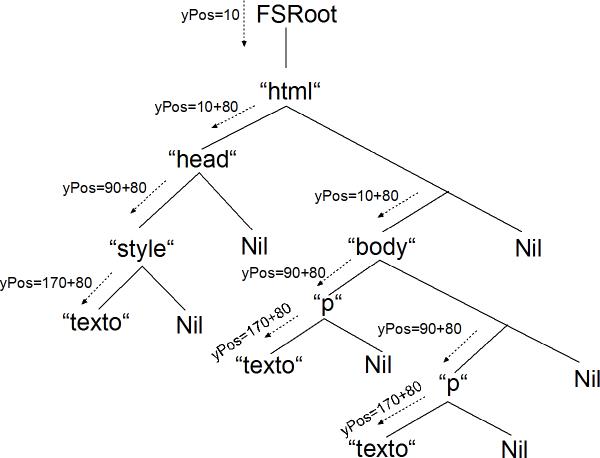 yPos=10
FSRoot
“html“
yPos=10+80
“head“
yPos=90+80
yPos=10+80
“style“
Nil
“body“
Nil
yPos=170+80
yPos=90+80
“p“
“texto“
Nil
yPos=170+80
yPos=90+80
“texto“
Nil
Nil
“p“
yPos=170+80
“texto“
Nil